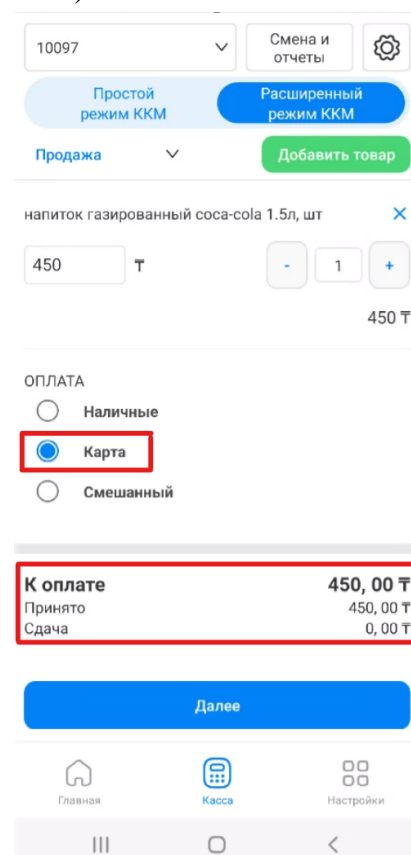 10097
Смена и
отчеты
Простой
режим ККМ
Расширенный
режим ККМ
Продажа
Добавить товар
напиток газированный coca-cola 1.5л, шт
450 ₸
- 1 +
450 ₸
ОПЛАТА
Наличные
Карта
Смешанный
К оплате 450, 00 ₸
Принято 450, 00 ₸
Сдача 0, 00 ₸
Далее
Главная Касса Настройки